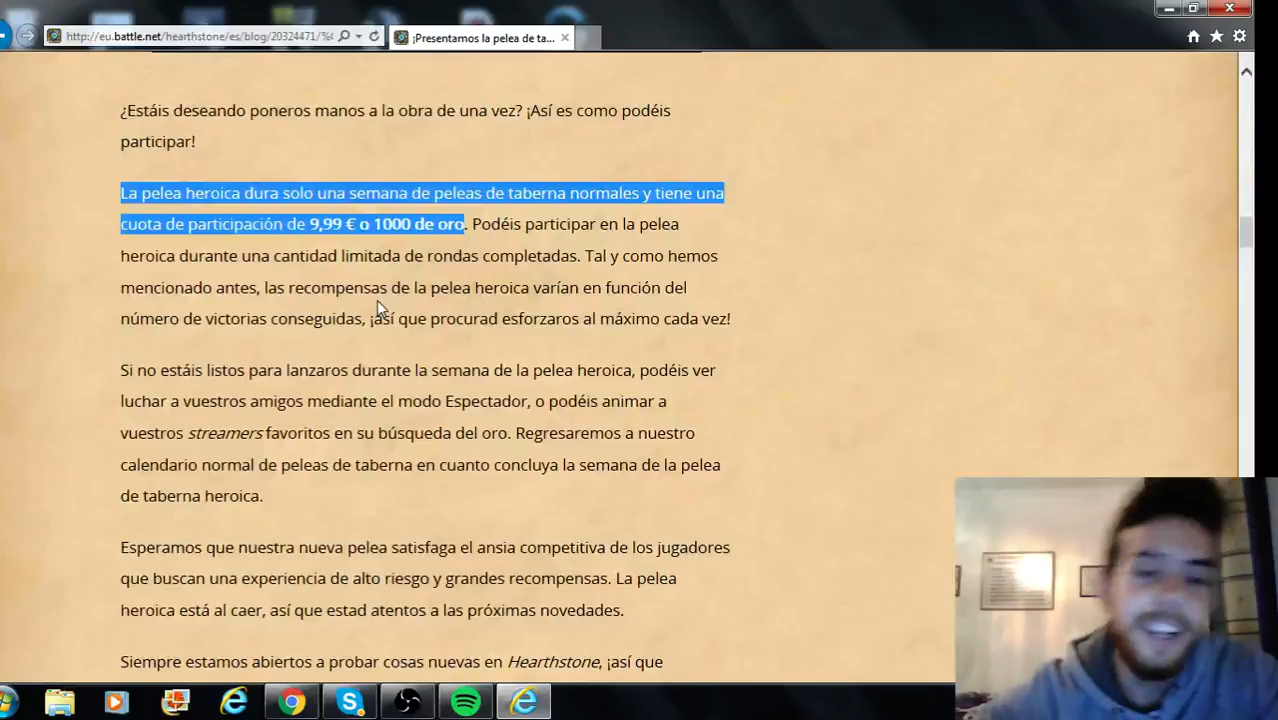 http://eu.battle.net/hearthstone/es/blog/20324471/%
¡Presentamos la pelea de ta...
¿Estáis deseando poneros manos a la obra de una vez? ¡Así es como podéis
participar!
La pelea heroica dura solo una semana de peleas de taberna normales y tiene una
cuota de participación de 9,99 € o 1000 de oro. Podéis participar en la pelea
heroica durante una cantidad limitada de rondas completadas. Tal y como hemos
mencionado antes, las recompensas de la pelea heroica varían en función del
número de victorias conseguidas, ¡así que procurad esforzaros al máximo cada vez!
Si no estáis listos para lanzaros durante la semana de la pelea heroica, podéis ver
luchar a vuestros amigos mediante el modo Espectador, o podéis animar a
vuestros streamers favoritos en su búsqueda del oro. Regresaremos a nuestro
calendario normal de peleas de taberna en cuanto concluya la semana de la pelea
de taberna heroica.
Esperamos que nuestra nueva pelea satisfaga el ansia competitiva de los jugadores
que buscan una experiencia de alto riesgo y grandes recompensas. La pelea
heroica está al caer, así que estad atentos a las próximas novedades.
Siempre estamos abiertos a probar cosas nuevas en Hearthstone, ¡así que